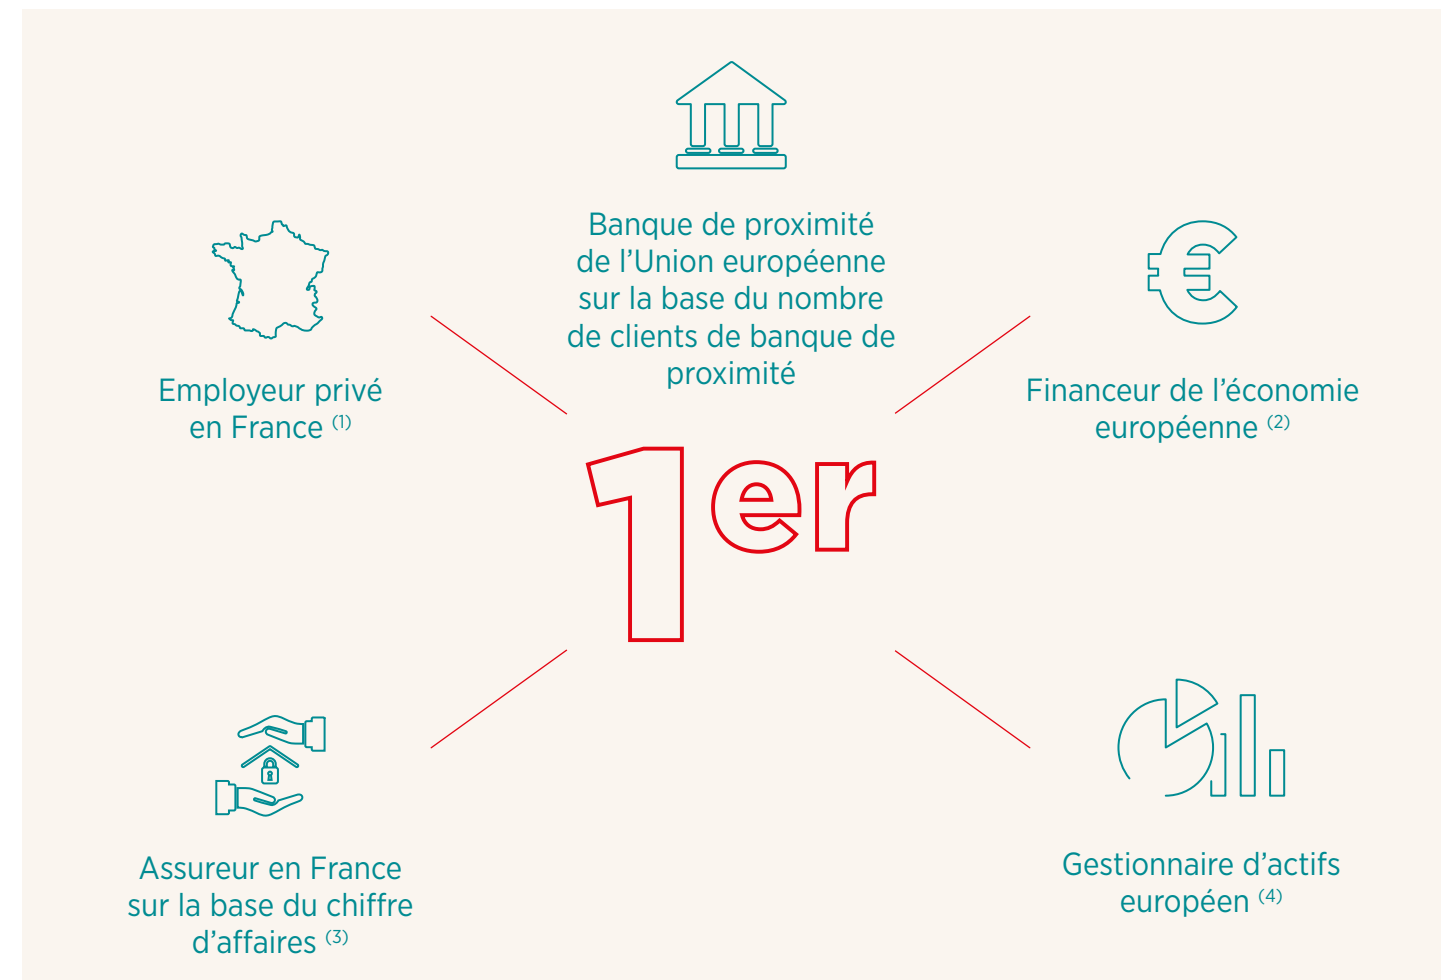 Banque de proximité
de l’Union européenne
sur la base du nombre
de clients de banque de
proximité
Employeur privé
en France (1)
Financeur de l’économie
européenne (2)
1er
Assureur en France
sur la base du chiffre
d’affaires (3)
Gestionnaire d’actifs
européen (4)